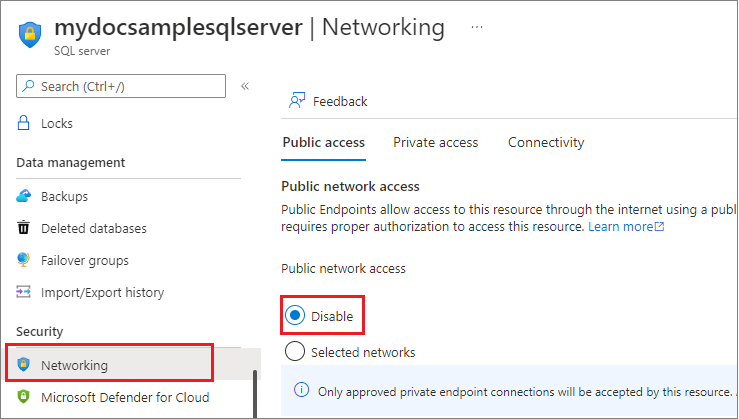 mydocsamplesqlserver | Networking ...
SQL server
Search (Ctrl+/)
«
Locks
Data management
Backups
Deleted databases
Failover groups
Import/Export history
Security
Networking
Microsoft Defender for Cloud
Feedback
Public access Private access Connectivity
Public network access
Public Endpoints allow access to this resource through the internet using a publ
requires proper authorization to access this resource. Learn more
Public network access
Disable
Selected networks
Only approved private endpoint connections will be accepted by this resource.